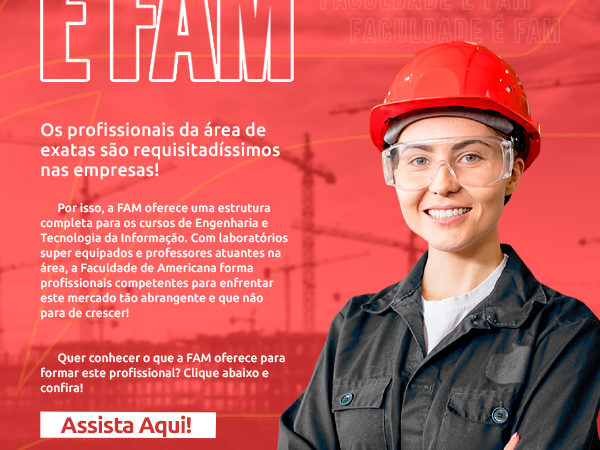 FACULDADE É FAM
FACULDADE É FAM
É FAM
Os profissionais da área de
exatas são requisitadíssimos
nas empresas!
Por isso, a FAM oferece uma estrutura
completa para os cursos de Engenharia e
Tecnologia da Informação. Com laboratórios
super equipados e professores atuantes na
área, a Faculdade de Americana forma
profissionais competentes para enfrentar
este mercado tão abrangente e que não
para de crescer!
Quer conhecer o que a FAM oferece para
formar este profissional? Clique abaixo e
confira!
Assista Aqui!